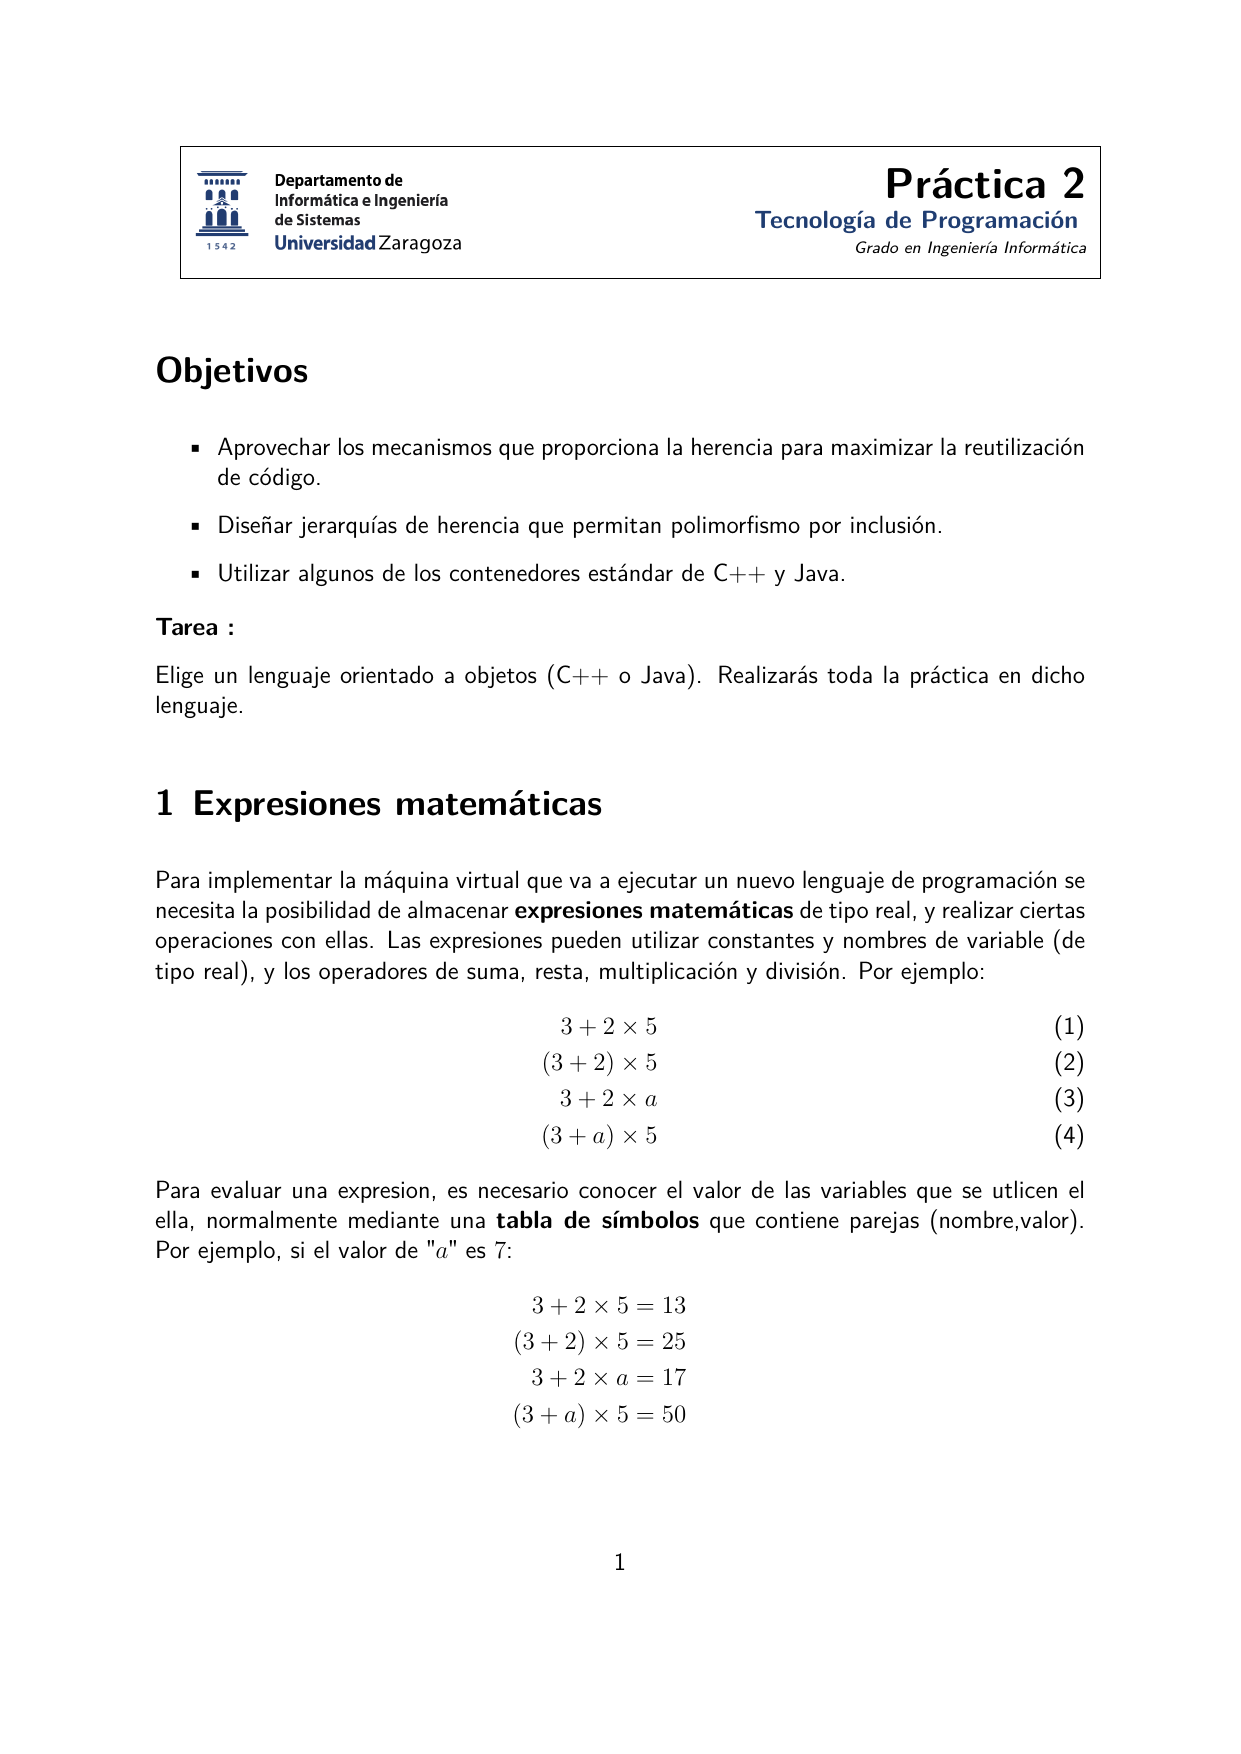 Departamento de
Informática e Ingeniería
de Sistemas
Universidad Zaragoza
1542
Práctica 2
Tecnología de Programación
Grado en Ingeniería Informática
Objetivos
▪ Aprovechar los mecanismos que proporciona la herencia para maximizar la reutilización
de código.
▪ Diseñar jerarquías de herencia que permitan polimorfismo por inclusión.
▪ Utilizar algunos de los contenedores estándar de C++ y Java.
Tarea :
Elige un lenguaje orientado a objetos (C++ o Java). Realizarás toda la práctica en dicho
lenguaje.
1 Expresiones matemáticas
Para implementar la máquina virtual que va a ejecutar un nuevo lenguaje de programación se
necesita la posibilidad de almacenar expresiones matemáticas de tipo real, y realizar ciertas
operaciones con ellas. Las expresiones pueden utilizar constantes y nombres de variable (de
tipo real), y los operadores de suma, resta, multiplicación y división. Por ejemplo:
3 + 2 × 5 (1)
(3 + 2) × 5 (2)
3 + 2 × a (3)
(3 + a) × 5 (4)
Para evaluar una expresion, es necesario conocer el valor de las variables que se utlicen el
ella, normalmente mediante una tabla de símbolos que contiene parejas (nombre,valor).
Por ejemplo, si el valor de "a" es 7:
3 + 2 × 5 = 13
(3 + 2) × 5 = 25
3 + 2 × a = 17
(3 + a) × 5 = 50
1